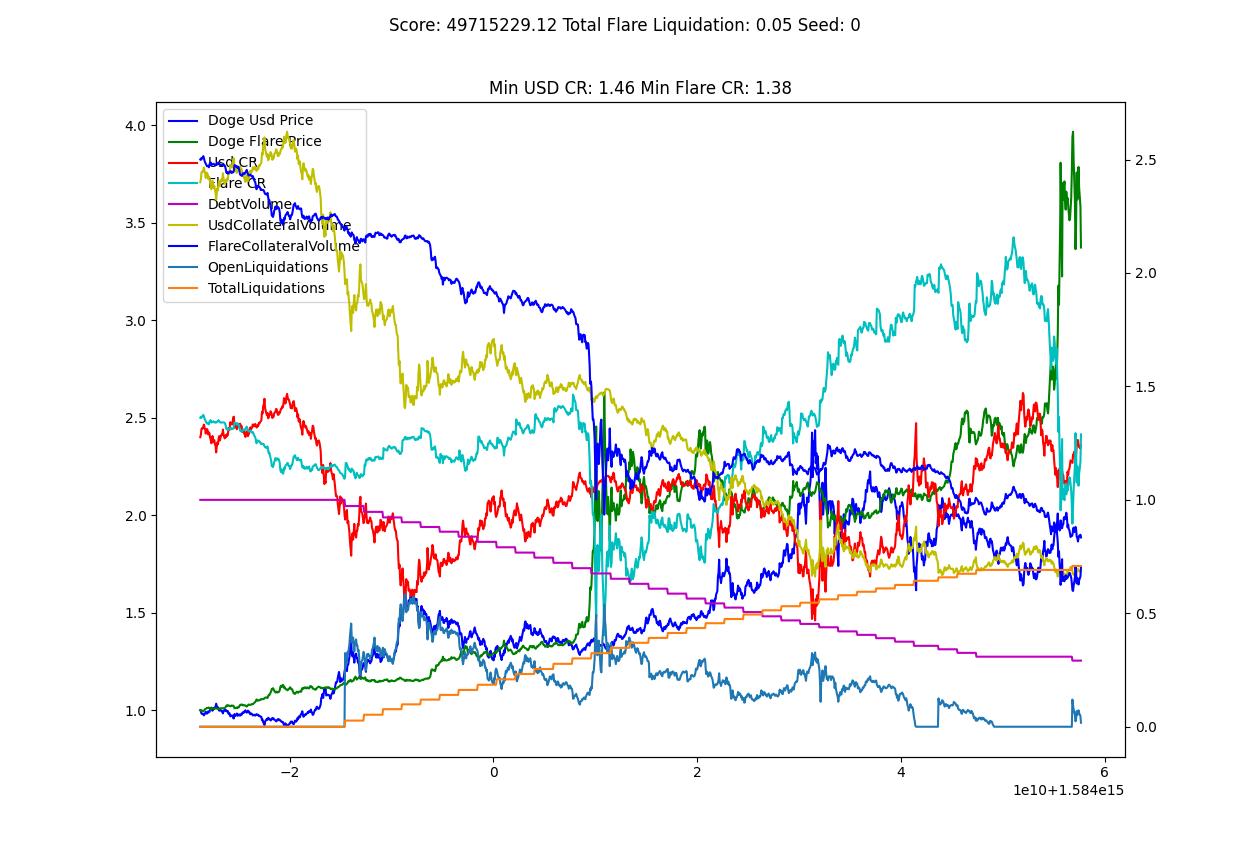 Score: 49715229.12 Total Flare Liquidation: 0.05 Seed: 0
Min USD CR: 1.46 Min Flare CR: 1.38
Doge Usd Price
Doge Flare Price
Usd CR
Flare CR
DebtVolume
UsdCollateralVolume
FlareCollateralVolume
OpenLiquidations
TotalLiquidations
4.0
3.5
3.0
2.5
2.0
1.5
1.0
2.5
2.0
1.5
1.0
0.5
0.0
−2
0
2
4
6
1e10+1.584e15